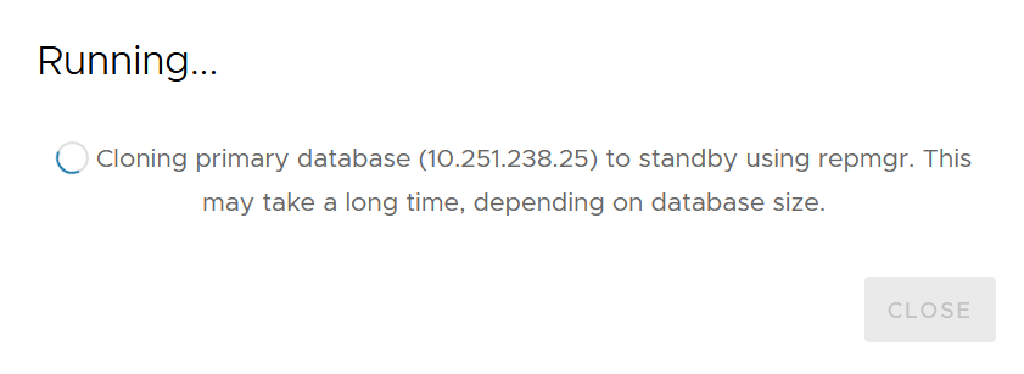 Running...
Cloning primary database (10.251.238.25) to standby using repmgr. This
may take a long time, depending on database size.
CLOSE